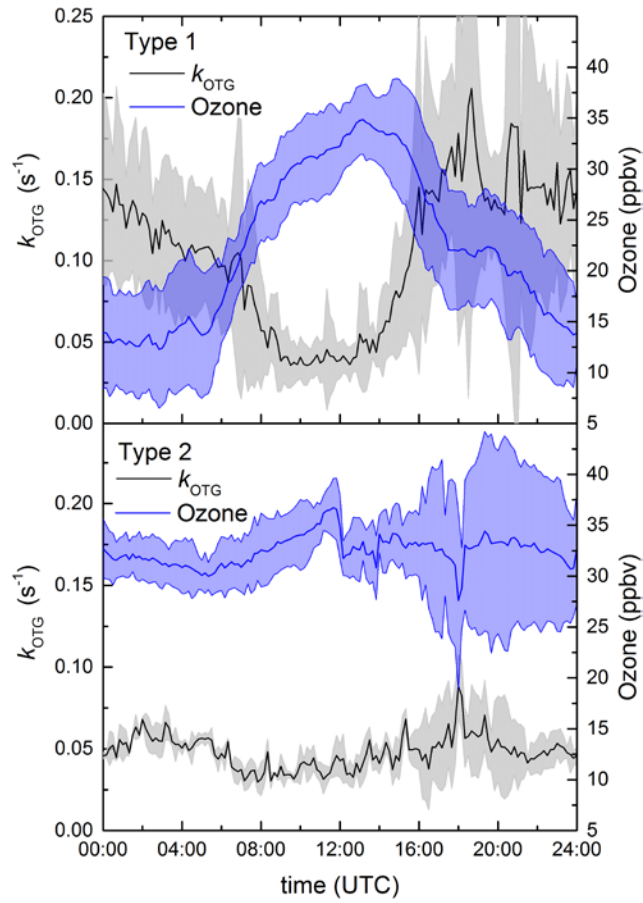 Type 1
kOTG
Ozone
0.25
0.20
0.15
0.10
0.05
0.00
kOTG (s-1)
40
35
30
25
20
15
10
5
Ozone (ppbv)
Type 2
kOTG
Ozone
0.20
0.15
0.10
0.05
0.00
kOTG (s-1)
40
35
30
25
20
15
10
5
Ozone (ppbv)
00:00 04:00 08:00 12:00 16:00 20:00 24:00
time (UTC)